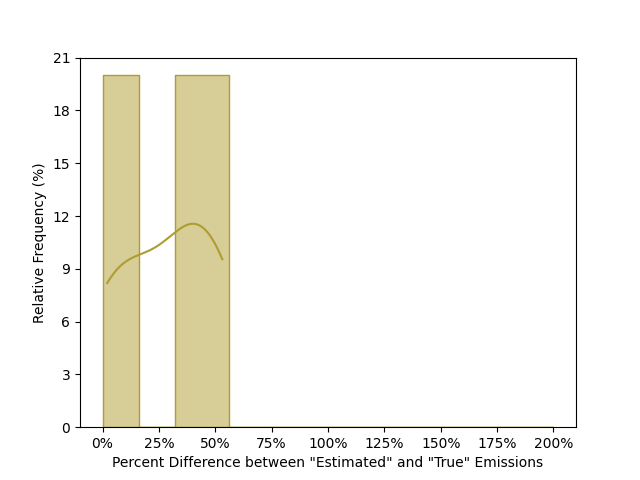 21
18
15
12
9
6
3
0
Relative Frequency (%)
0% 25% 50% 75% 100% 125% 150% 175% 200%
Percent Difference between "Estimated" and "True" Emissions